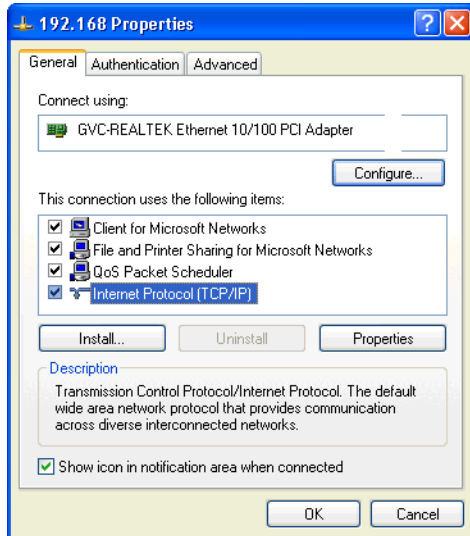 192.168 Properties
General Authentication Advanced
Connect using:
GVC-REALTEK Ethernet 10/100 PCI Adapter
Configure...
This connection uses the following items:
Client for Microsoft Networks
File and Printer Sharing for Microsoft Networks
QoS Packet Scheduler
Internet Protocol (TCP/IP)
Install... Uninstall Properties
Description
Transmission Control Protocol/Internet Protocol. The default
wide area network protocol that provides communication
across diverse interconnected networks.
Show icon in notification area when connected
OK Cancel